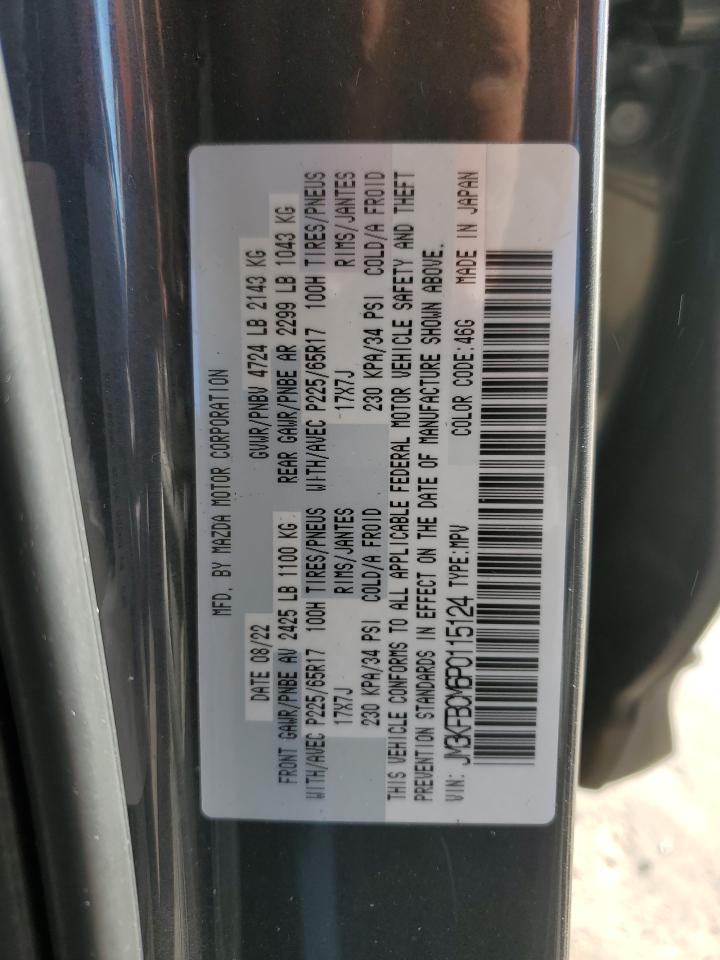 MFD. BY MAZDA MOTOR CORPORATION
DATE 08/22 GVWR/PNBV 4724 LB 2143 KG
FRONT GAWR/PNBE AV 2425 LB 1100 KG REAR GAWR/PNBE AR 2299 LB 1043 KG
WITH/AVEC P225/65R17 100H TIRES/PNEUS WITH/AVEC P225/65R17 100H TIRES/PNEUS
17X7J RIMS/JANTES 17X7J RIMS/JANTES
230 KPA/34 PSI COLD/A FROID 230 KPA/34 PSI COLD/A FROID
THIS VEHICLE CONFORMS TO ALL APPLICABLE FEDERAL MOTOR VEHICLE SAFETY AND THEFT
PREVENTION STANDARDS IN EFFECT ON THE DATE OF MANUFACTURE SHOWN ABOVE.
VIN: JM3KFBCM6P0115124 TYPE:MPV COLOR CODE:46G MADE IN JAPAN